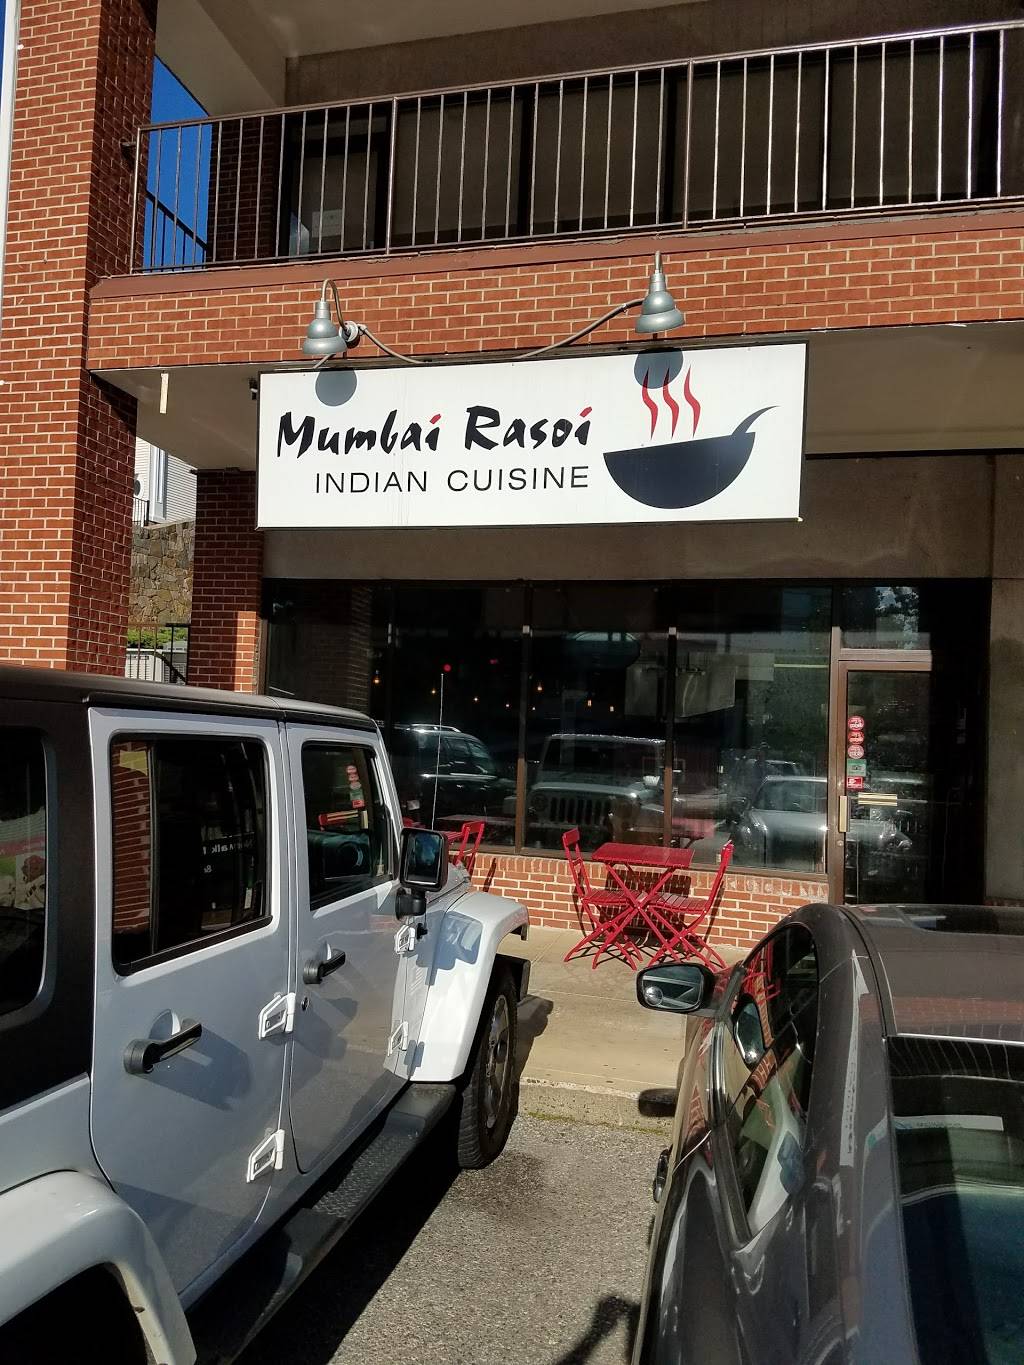 Mumbai Rasoi
INDIAN CUISINE